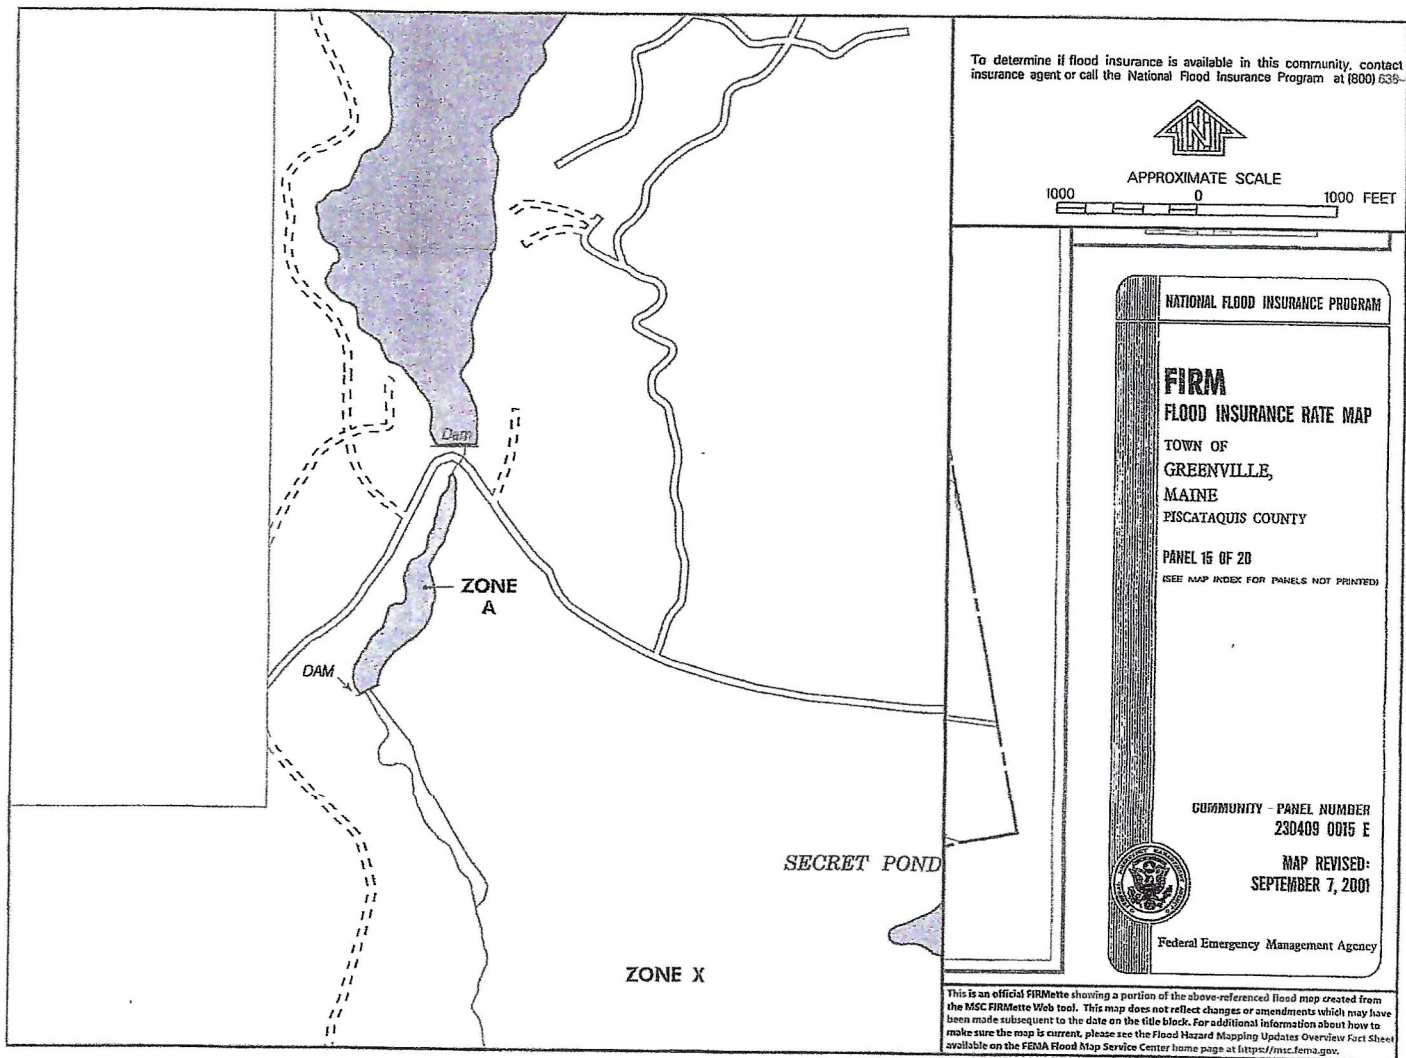 To determine if flood insurance is available in this community, contact
insurance agent or call the National Flood Insurance Program at (800) 638-
N
APPROXIMATE SCALE
1000 0 1000 FEET
NATIONAL FLOOD INSURANCE PROGRAM
FIRM
FLOOD INSURANCE RATE MAP
TOWN OF
GREENVILLE,
MAINE
PISCATAQUIS COUNTY
PANEL 15 OF 20
(SEE MAP INDEX FOR PANELS NOT PRINTED)
COMMUNITY - PANEL NUMBER
230409 0015 E
MAP REVISED:
SEPTEMBER 7, 2001
Federal Emergency Management Agency
This is an official FIRMette showing a portion of the above-referenced flood map created from
the MSC FIRMette Web tool. This map does not reflect changes or amendments which may have
been made subsequent to the date on the title block. For additional information about how to
make sure the map is current, please see the Flood Hazard Mapping Updates Overview Fact Sheet
available on the FEMA Flood Map Service Center home page at https://msc.fema.gov.
Dam
ZONE
A
DAM
SECRET POND
ZONE X